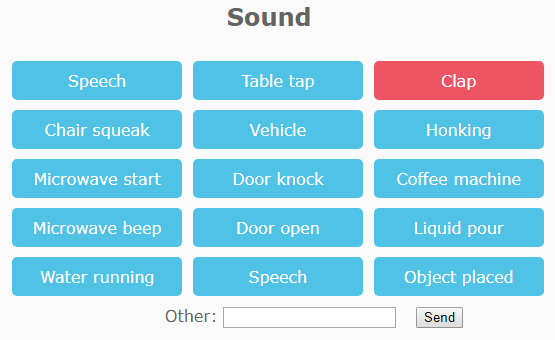 Sound
Speech Table tap Clap
Chair squeak Vehicle Honking
Microwave start Door knock Coffee machine
Microwave beep Door open Liquid pour
Water running Speech Object placed
Other: Send